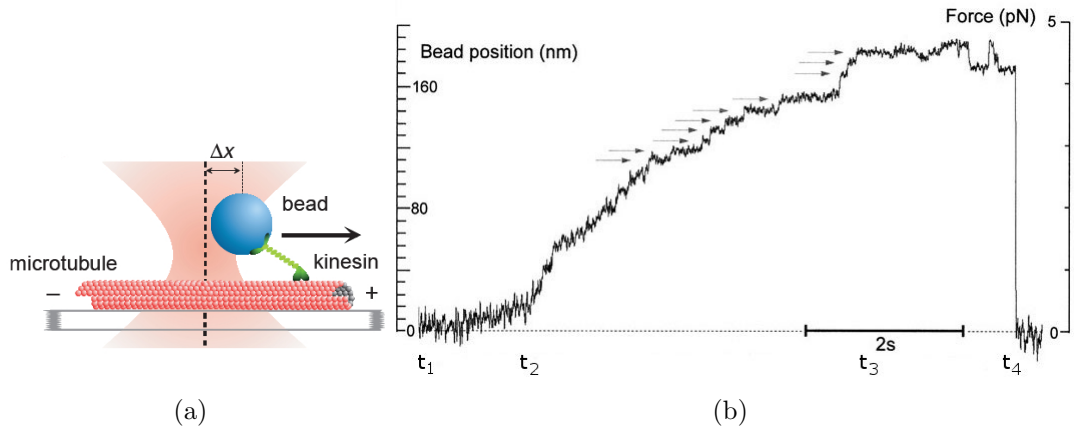 Δx
bead
microtubule
kinesin
−
+
(a)
Bead position (nm)
Force (pN)
5
160
80
0
0
2s
t1
t2
t3
t4
(b)